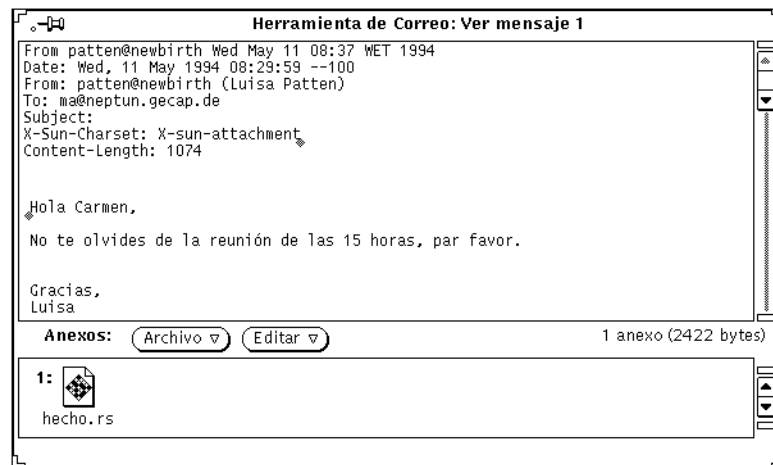 Herramienta de Correo: Ver mensaje 1
From patten@newbirth Wed May 11 08:37 WET 1994
Date: Wed, 11 May 1994 08:29:59 --100
From: patten@newbirth (Luisa Patten)
To: ma@neptun.gecap.de
Subject:
X-Sun-Charset: X-sun-attachment
Content-Length: 1074
Hola Carmen,
No te olvides de la reunión de las 15 horas, par favor.
Gracias,
Luisa
Anexos: Archivo Editar 1 anexo (2422 bytes)
1:
hecho.rs